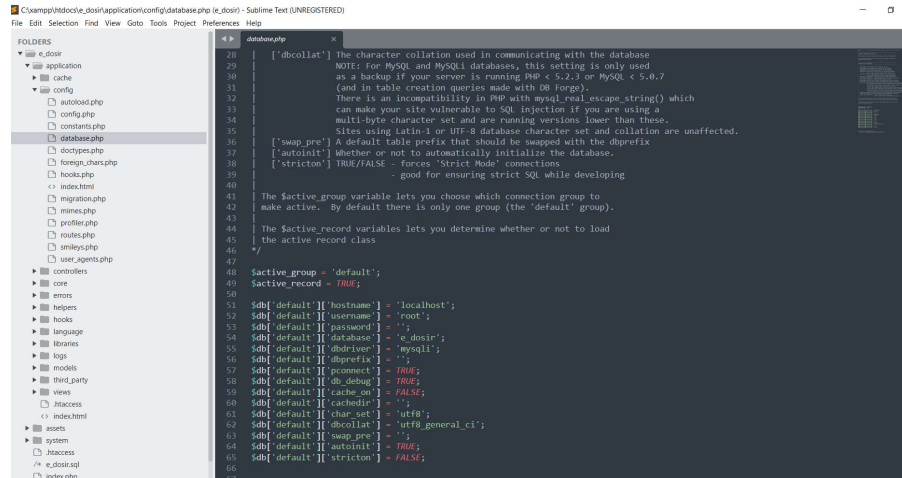 C:\xampp\htdocs\e_dosir\application\config\database.php (e_dosir) - Sublime Text (UNREGISTERED)
File Edit Selection Find View Goto Tools Project Preferences Help
FOLDERS
e_dosir
application
cache
config
autoload.php
config.php
constants.php
database.php
doctypes.php
foreign_chars.php
hooks.php
<> index.html
migration.php
mimes.php
profiler.php
routes.php
smileys.php
user_agents.php
controllers
core
errors
helpers
hooks
language
libraries
logs
models
third_party
views
.htaccess
<> index.html
assets
system
.htaccess
/* e_dosir.sql
index.php
database.php ×
28 | ['dbcollat'] The character collation used in communicating with the database
29 | NOTE: For MySQL and MySQLi databases, this setting is only used
30 | as a backup if your server is running PHP < 5.2.3 or MySQL < 5.0.7
31 | (and in table creation queries made with DB Forge).
32 | There is an incompatibility in PHP with mysql_real_escape_string() which
33 | can make your site vulnerable to SQL injection if you are using a
34 | multi-byte character set and are running versions lower than these.
35 | Sites using Latin-1 or UTF-8 database character set and collation are unaffected.
36 | ['swap_pre'] A default table prefix that should be swapped with the dbprefix
37 | ['autoinit'] Whether or not to automatically initialize the database.
38 | ['stricton'] TRUE/FALSE - forces 'Strict Mode' connections
39 | - good for ensuring strict SQL while developing
40 |
41 | The $active_group variable lets you choose which connection group to
42 | make active. By default there is only one group (the 'default' group).
43 |
44 | The $active_record variables lets you determine whether or not to load
45 | the active record class
46 */
47
48 $active_group = 'default';
49 $active_record = TRUE;
50
51 $db['default']['hostname'] = 'localhost';
52 $db['default']['username'] = 'root';
53 $db['default']['password'] = '';
54 $db['default']['database'] = 'e_dosir';
55 $db['default']['dbdriver'] = 'mysqli';
56 $db['default']['dbprefix'] = '';
57 $db['default']['pconnect'] = TRUE;
58 $db['default']['db_debug'] = TRUE;
59 $db['default']['cache_on'] = FALSE;
60 $db['default']['cachedir'] = '';
61 $db['default']['char_set'] = 'utf8';
62 $db['default']['dbcollat'] = 'utf8_general_ci';
63 $db['default']['swap_pre'] = '';
64 $db['default']['autoinit'] = TRUE;
65 $db['default']['stricton'] = FALSE;
66